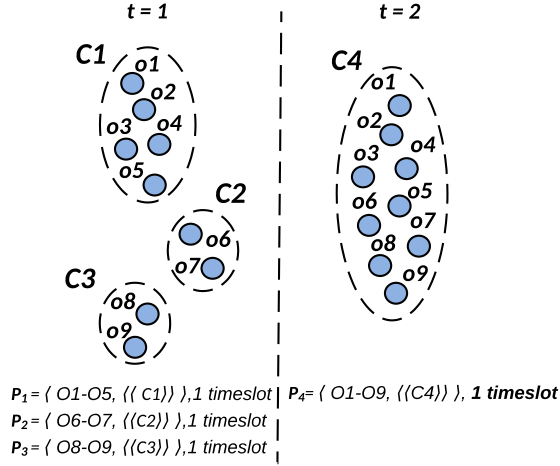 t = 1
C1
o1
o2
o3
o4
o5
C2
o6
o7
C3
o8
o9
P1 = ⟨ O1-O5, ⟨⟨ C1⟩⟩ ⟩,1 timeslot
P2 = ⟨ O6-O7, ⟨⟨C2⟩⟩ ⟩,1 timeslot
P3 = ⟨ O8-O9, ⟨⟨C3⟩⟩ ⟩,1 timeslot
t = 2
C4
o1
o2
o3
o4
o5
o6
o7
o8
o9
P4= ⟨ O1-O9, ⟨⟨C4⟩⟩ ⟩, 1 timeslot